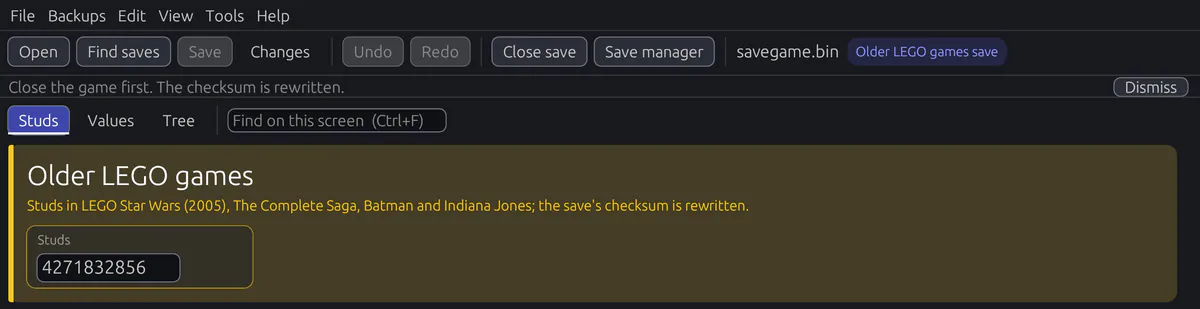 File Backups Edit View Tools Help
Open Find saves Save Changes Undo Redo Close save Save manager savegame.bin Older LEGO games save
Close the game first. The checksum is rewritten. Dismiss
Studs Values Tree Find on this screen (Ctrl+F)
Older LEGO games
Studs in LEGO Star Wars (2005), The Complete Saga, Batman and Indiana Jones; the save's checksum is rewritten.
Studs
4271832856